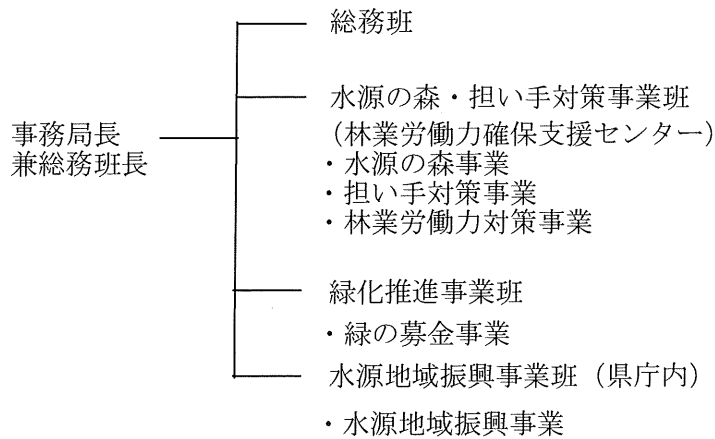 総務班
水源の森・担い手対策事業班
事務局長
（林業労働力確保支援センター）
兼総務班長
・水源の森事業
・担い手対策事業
・林業労働力対策事業
緑化推進事業班
・緑の募金事業
水源地域振興事業班（県庁内）
・水源地域振興事業